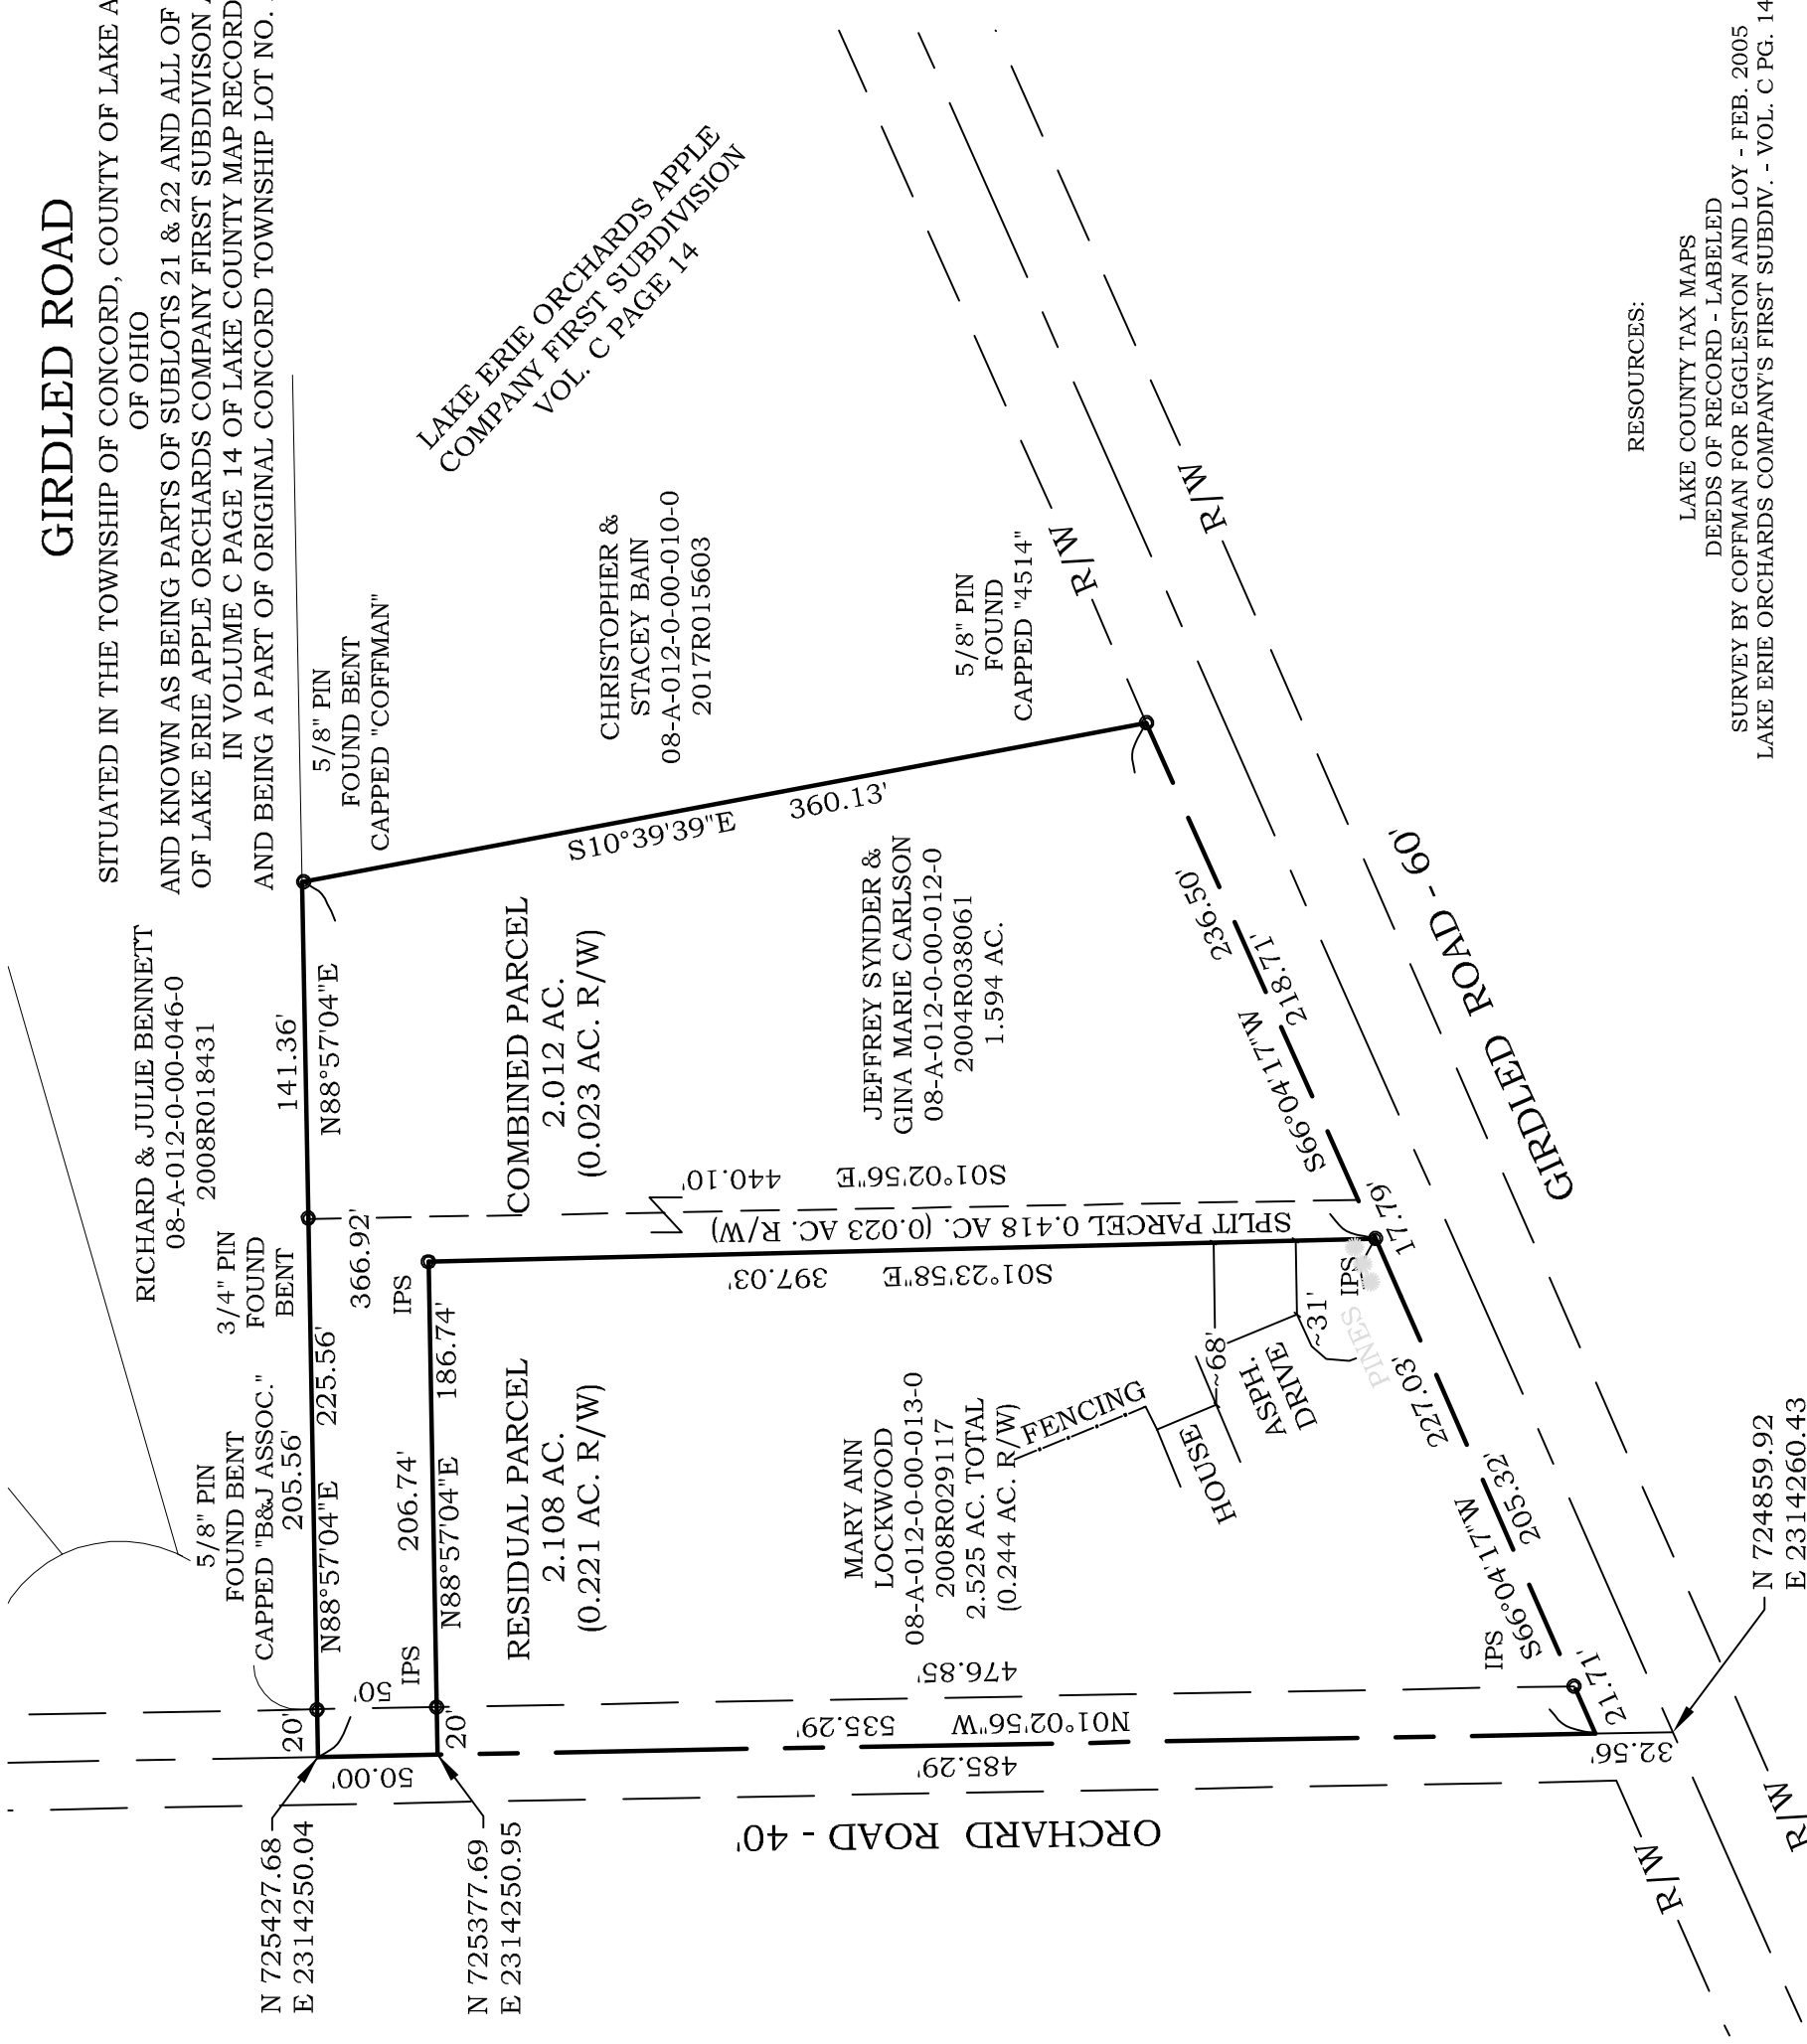 GIRDLED ROAD
SITUATED IN THE TOWNSHIP OF CONCORD, COUNTY OF LAKE A
OF OHIO
AND KNOWN AS BEING PARTS OF SUBLOTS 21 & 22 AND ALL OF
OF LAKE ERIE APPLE ORCHARDS COMPANY FIRST SUBDIVISON
IN VOLUME C PAGE 14 OF LAKE COUNTY MAP RECORD
AND BEING A PART OF ORIGINAL CONCORD TOWNSHIP LOT NO.
LAKE ERIE ORCHARDS APPLE
COMPANY FIRST SUBDIVISION
VOL. C PAGE 14
RICHARD & JULIE BENNETT
08-A-012-0-00-046-0
2008R018431
3/4" PIN
FOUND
BENT
5/8" PIN
FOUND BENT
CAPPED "B&J ASSOC."
5/8" PIN
FOUND BENT
CAPPED "COFFMAN"
N 725427.68
E 2314250.04
20'
205.56'
N88°57'04"E
225.56'
366.92'
141.36'
N88°57'04"E
50.00'
50'
IPS
IPS
N 725377.69
E 2314250.95
20'
206.74'
N88°57'04"E
186.74'
RESIDUAL PARCEL
2.108 AC.
(0.221 AC. R/W)
COMBINED PARCEL
2.012 AC.
(0.023 AC. R/W)
CHRISTOPHER &
STACEY BAIN
08-A-012-0-00-010-0
2017R015603
S10°39'39"E 360.13'
S01°02'56"E 440.10'
SPLIT PARCEL 0.418 AC. (0.023 AC. R/W)
S01°23'58"E 397.03'
MARY ANN
LOCKWOOD
08-A-012-0-00-013-0
2008R029117
2.525 AC. TOTAL
(0.244 AC. R/W)
JEFFREY SYNDER &
GINA MARIE CARLSON
08-A-012-0-00-012-0
2004R038061
1.594 AC.
5/8" PIN
FOUND
CAPPED "4514"
476.85'
N01°02'56"W 535.29'
485.29'
ORCHARD ROAD - 40'
FENCING
HOUSE
~68'
ASPH.
DRIVE
~31'
PINES
IPS
17.79'
236.50'
S66°04'17"W 218.71'
227.03'
S66°04'17"W 205.32'
IPS
21.71'
32.56'
GIRDLED ROAD - 60'
R/W
R/W
R/W
R/W
N 724859.92
E 2314260.43
RESOURCES:
LAKE COUNTY TAX MAPS
DEEDS OF RECORD - LABELED
SURVEY BY COFFMAN FOR EGGLESTON AND LOY - FEB. 2005
LAKE ERIE ORCHARDS COMPANY'S FIRST SUBDIV. - VOL. C PG. 14